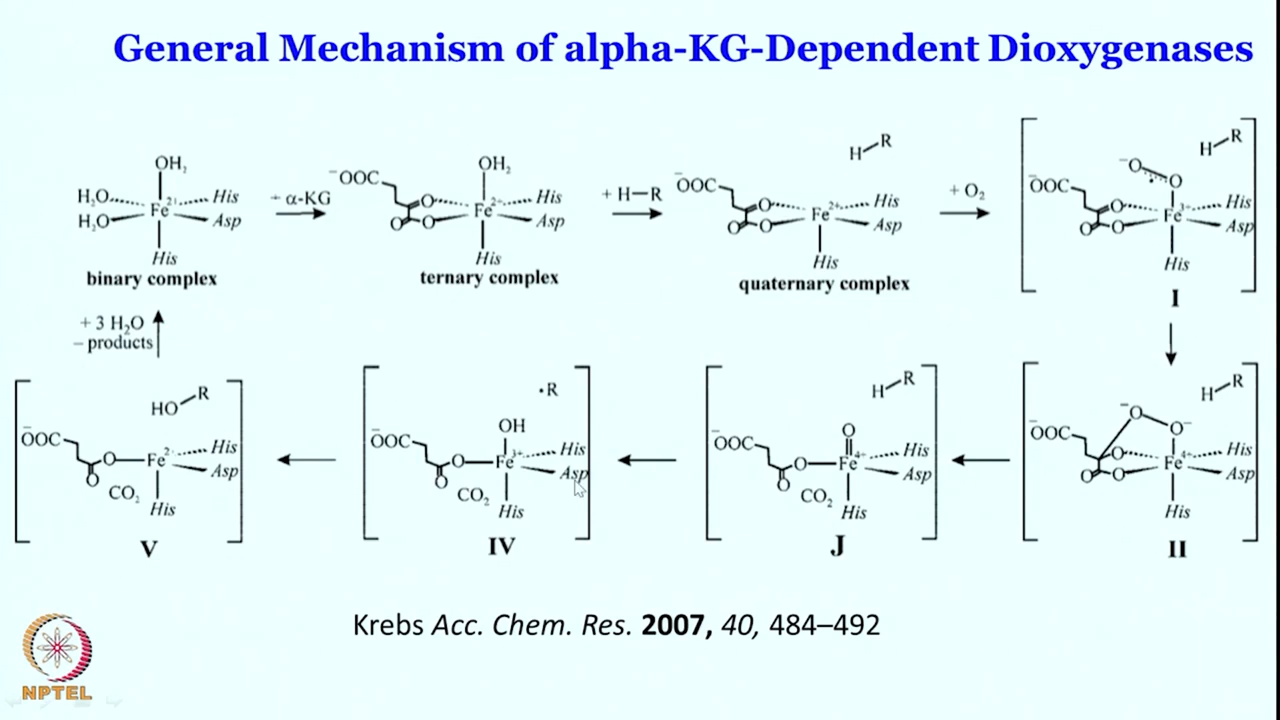 General Mechanism of alpha-KG-Dependent Dioxygenases
OH₂
H₂O
Fe²⁺
His
H₂O
Asp
His
binary complex
+ α-KG
⁻OOC
OH₂
O
Fe²⁺
His
O
O
Asp
His
ternary complex
+ H–R
H R
⁻OOC
O
Fe²⁺
His
O
O
Asp
His
quaternary complex
+ O₂
H R
⁻O
O
⁻OOC
O
Fe³⁺
His
O
O
Asp
His
I
+ 3 H₂O
– products
HO R
⁻OOC
O
Fe²⁺
His
O
Asp
CO₂
His
V
·R
OH
⁻OOC
O
Fe³⁺
His
O
Asp
CO₂
His
IV
H R
O
⁻OOC
O
Fe⁴⁺
His
O
Asp
CO₂
His
J
H R
⁻O
O⁻
⁻OOC
O
Fe⁴⁺
His
O
O
Asp
His
II
Krebs Acc. Chem. Res. 2007, 40, 484–492
NPTEL